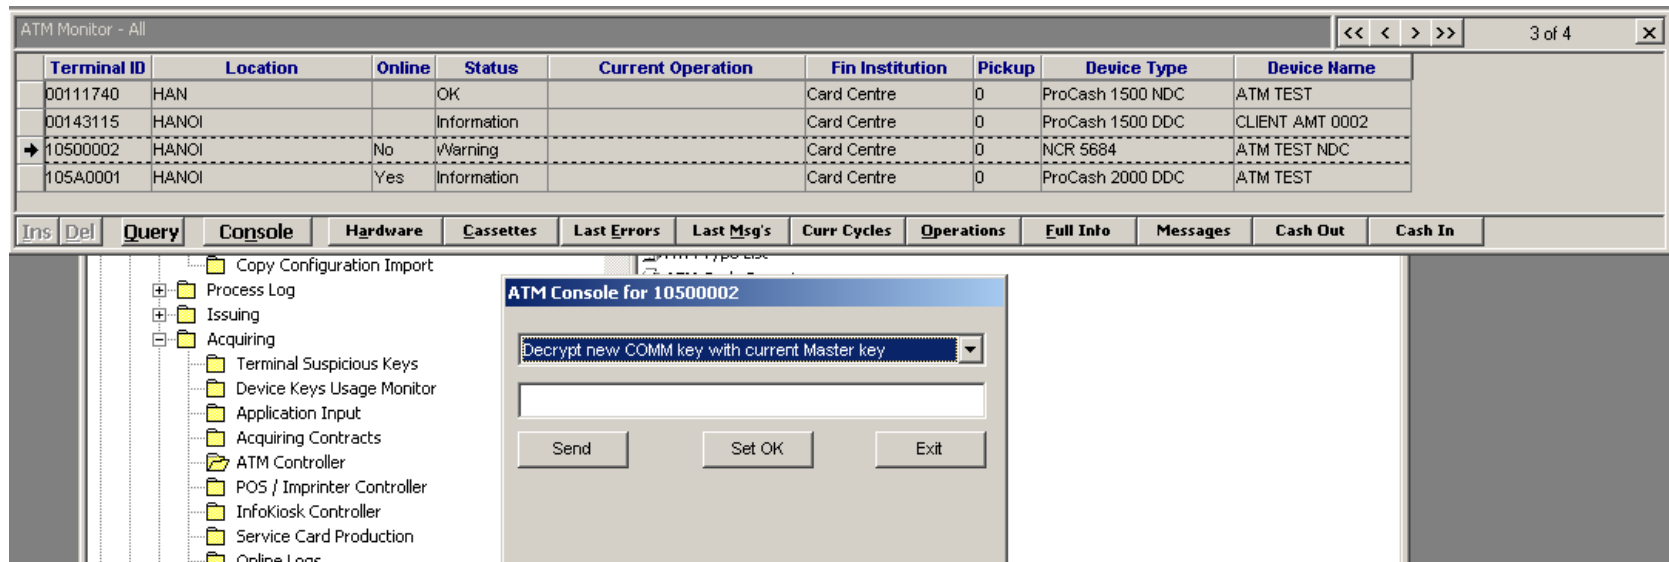 ATM Monitor - All << < > >> 3 of 4 x
Terminal ID Location Online Status Current Operation Fin Institution Pickup Device Type Device Name
00111740 HAN OK Card Centre 0 ProCash 1500 NDC ATM TEST
00143115 HANOI Information Card Centre 0 ProCash 1500 DDC CLIENT AMT 0002
10500002 HANOI No Warning Card Centre 0 NCR 5684 ATM TEST NDC
105A0001 HANOI Yes Information Card Centre 0 ProCash 2000 DDC ATM TEST
Ins Del Query Console Hardware Cassettes Last Errors Last Msg's Curr Cycles Operations Full Info Messages Cash Out Cash In
Copy Configuration Import
Process Log
Issuing
Acquiring
Terminal Suspicious Keys
Device Keys Usage Monitor
Application Input
Acquiring Contracts
ATM Controller
POS / Imprinter Controller
InfoKiosk Controller
Service Card Production
Online Logs
ATM Console for 10500002
Decrypt new COMM key with current Master key
Send Set OK Exit